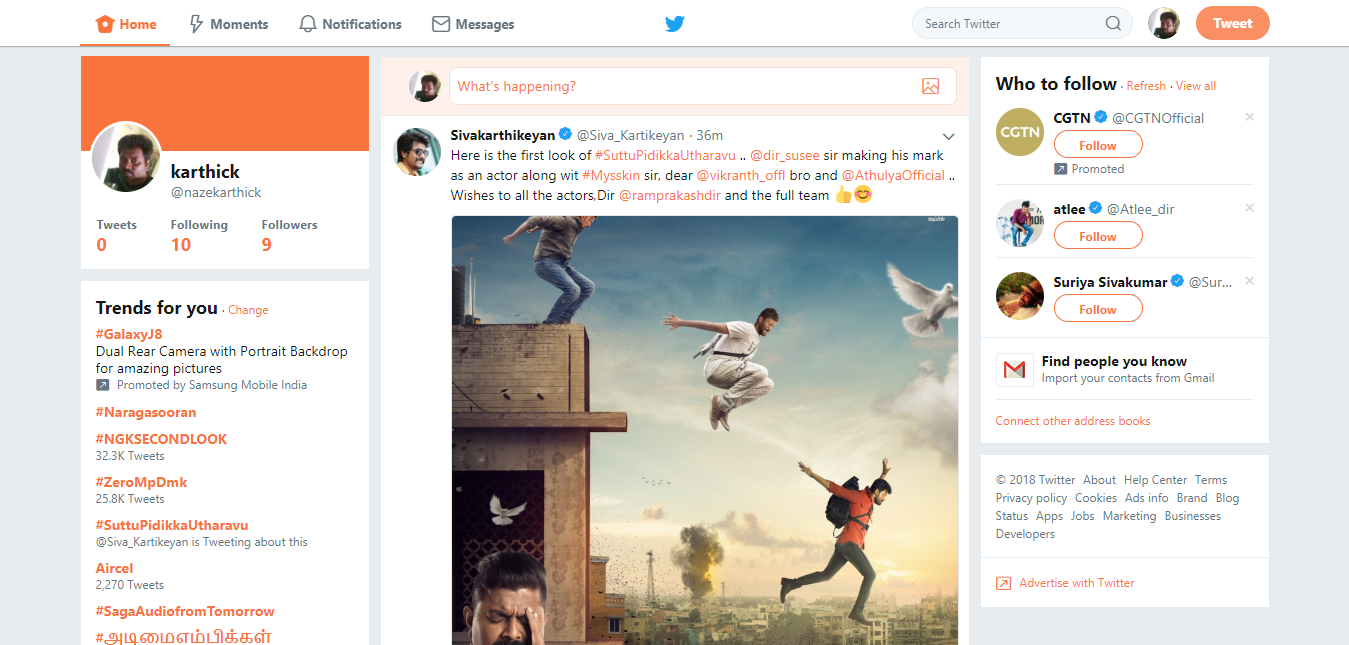 Home
Moments
Notifications
Messages
Search Twitter
Tweet
karthick
@nazekarthick
Tweets Following Followers
0 10 9
Trends for you · Change
#GalaxyJ8
Dual Rear Camera with Portrait Backdrop
for amazing pictures
Promoted by Samsung Mobile India
#Naragasooran
#NGKSECONDLOOK
32.3K Tweets
#ZeroMpDmk
25.8K Tweets
#SuttuPidikkaUtharavu
@Siva_Kartikeyan is Tweeting about this
Aircel
2,270 Tweets
#SagaAudiofromTomorrow
#அடிமைஎம்பிக்கள்
What's happening?
Sivakarthikeyan @Siva_Kartikeyan · 36m
Here is the first look of #SuttuPidikkaUtharavu .. @dir_susee sir making his mark
as an actor along wit #Mysskin sir, dear @vikranth_offl bro and @AthulyaOfficial ..
Wishes to all the actors,Dir @ramprakashdir and the full team 👍😊
Who to follow · Refresh · View all
CGTN
CGTN @CGTNOfficial
Follow
Promoted
atlee @Atlee_dir
Follow
Suriya Sivakumar @Sur...
Follow
Find people you know
Import your contacts from Gmail
Connect other address books
© 2018 Twitter About Help Center Terms
Privacy policy Cookies Ads info Brand Blog
Status Apps Jobs Marketing Businesses
Developers
Advertise with Twitter